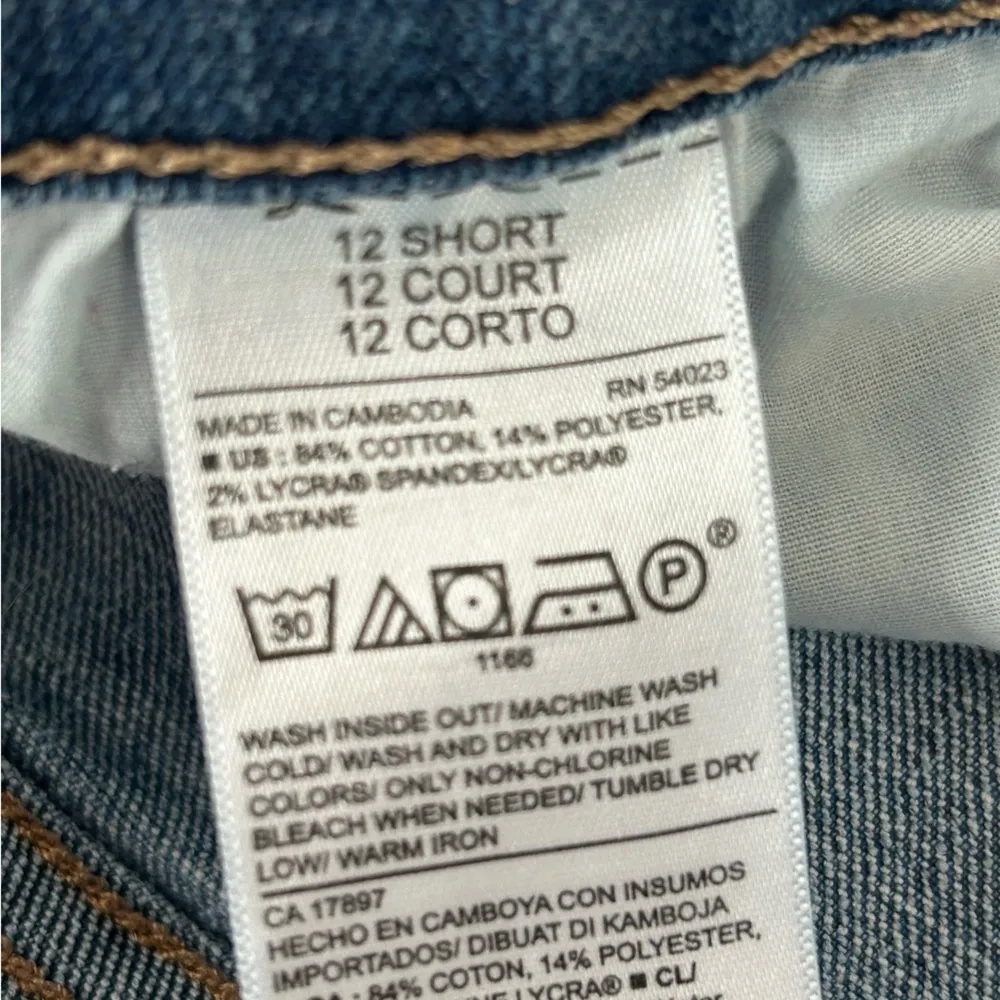 12 SHORT
12 COURT
12 CORTO
RN 54023
MADE IN CAMBODIA
■ US : 84% COTTON, 14% POLYESTER,
2% LYCRA® SPANDEX/LYCRA®
ELASTANE
30 P®
1166
WASH INSIDE OUT/ MACHINE WASH
COLD/ WASH AND DRY WITH LIKE
COLORS/ ONLY NON-CHLORINE
BLEACH WHEN NEEDED/ TUMBLE DRY
LOW/ WARM IRON
CA 17897
HECHO EN CAMBOYA CON INSUMOS
IMPORTADOS/ DIBUAT DI KAMBOJA
84% COTON, 14% POLYESTER,
LYCRA® ■ CL/